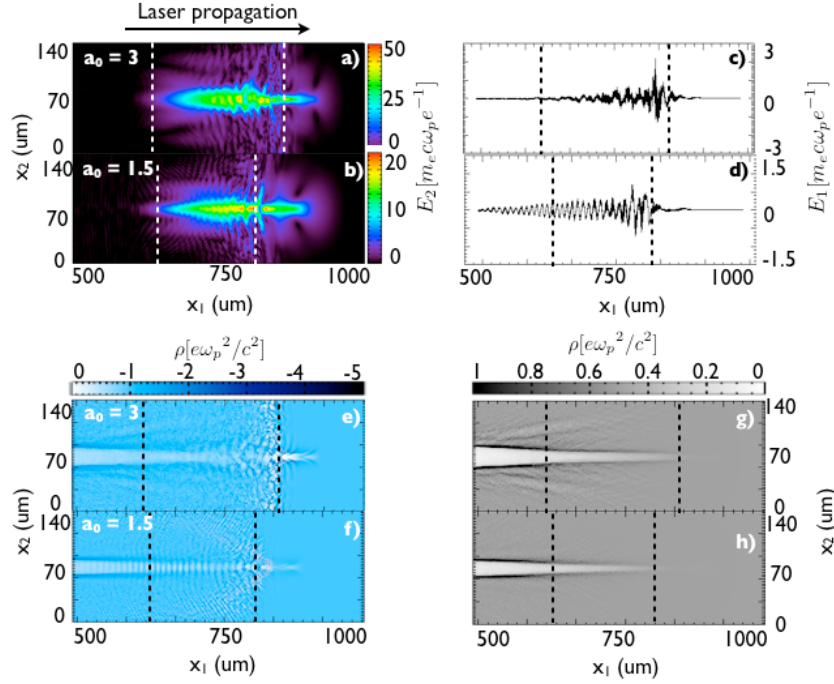 Laser propagation
140
70
0
a₀ = 3
a)
50
25
0
140
70
0
a₀ = 1.5
b)
20
10
0
x₂ (um)
E₂[mₑcωₚe⁻¹]
500
750
1000
x₁ (um)
c)
3
0
-3
d)
1.5
0
-1.5
E₁[mₑcωₚe⁻¹]
500
750
1000
x₁ (um)
ρ[eωₚ²/c²]
0
-1
-2
-3
-4
-5
140
70
0
a₀ = 3
e)
140
70
0
a₀ = 1.5
f)
x₂ (um)
500
750
1000
x₁ (um)
ρ[eωₚ²/c²]
1
0.8
0.6
0.4
0.2
0
g)
140
70
0
h)
140
70
0
x₂ (um)
500
750
1000
x₁ (um)